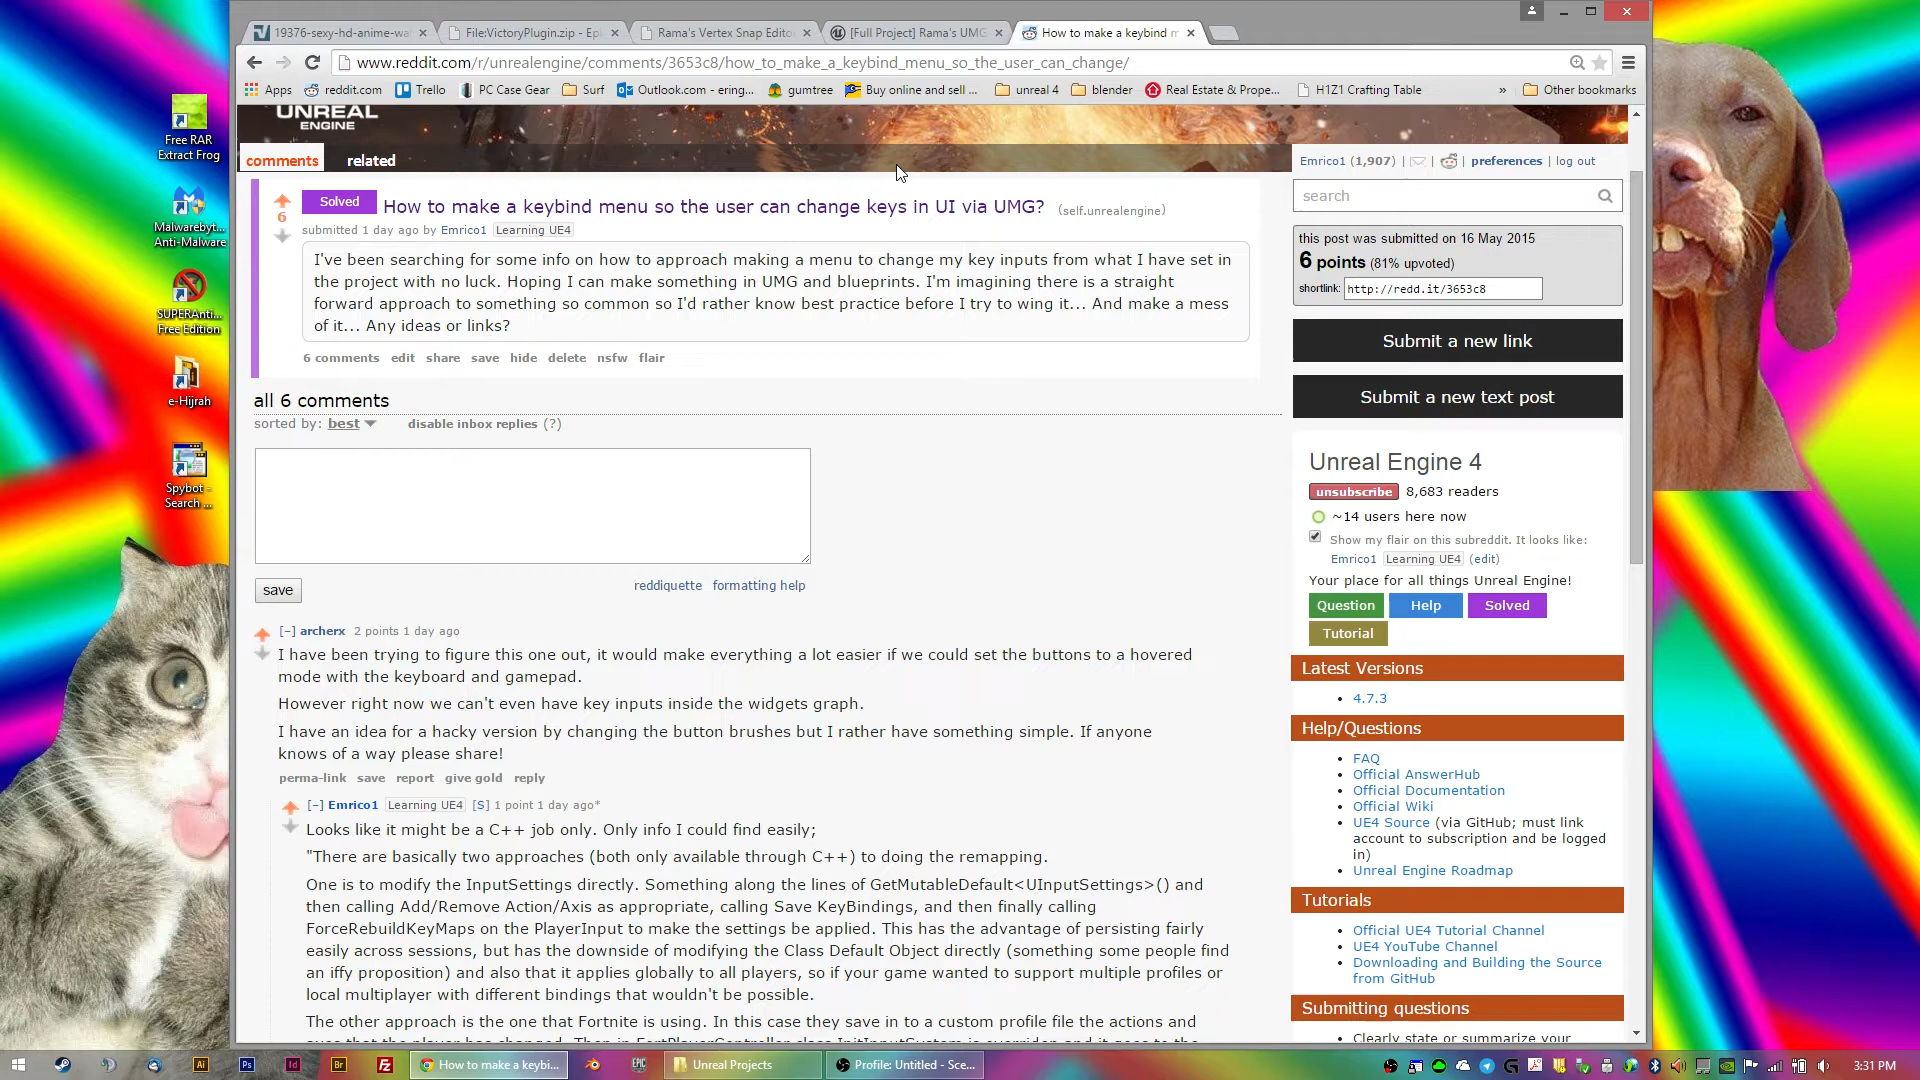 19376-sexy-hd-anime-wa
File:VictoryPlugin.zip - Ep
Rama's Vertex Snap Edito
[Full Project] Rama's UMG
How to make a keybind m
www.reddit.com/r/unrealengine/comments/3653c8/how_to_make_a_keybind_menu_so_the_user_can_change/
Apps
reddit.com
Trello
PC Case Gear
Surf
Outlook.com - ering...
gumtree
Buy online and sell ...
unreal 4
blender
Real Estate & Prope...
H1Z1 Crafting Table
»
Other bookmarks
UNREAL
ENGINE
comments
related
Emrico1 (1,907) | | | preferences | log out
search
6
Solved
How to make a keybind menu so the user can change keys in UI via UMG? (self.unrealengine)
submitted 1 day ago by Emrico1 Learning UE4
I've been searching for some info on how to approach making a menu to change my key inputs from what I have set in
the project with no luck. Hoping I can make something in UMG and blueprints. I'm imagining there is a straight
forward approach to something so common so I'd rather know best practice before I try to wing it... And make a mess
of it... Any ideas or links?
6 comments edit share save hide delete nsfw flair
all 6 comments
sorted by: best disable inbox replies (?)
save
reddiquette formatting help
[–] archerx 2 points 1 day ago
I have been trying to figure this one out, it would make everything a lot easier if we could set the buttons to a hovered
mode with the keyboard and gamepad.
However right now we can't even have key inputs inside the widgets graph.
I have an idea for a hacky version by changing the button brushes but I rather have something simple. If anyone
knows of a way please share!
perma-link save report give gold reply
[–] Emrico1 Learning UE4 [S] 1 point 1 day ago*
Looks like it might be a C++ job only. Only info I could find easily;
"There are basically two approaches (both only available through C++) to doing the remapping.
One is to modify the InputSettings directly. Something along the lines of GetMutableDefault<UInputSettings>() and
then calling Add/Remove Action/Axis as appropriate, calling Save KeyBindings, and then finally calling
ForceRebuildKeyMaps on the PlayerInput to make the settings be applied. This has the advantage of persisting fairly
easily across sessions, but has the downside of modifying the Class Default Object directly (something some people find
an iffy proposition) and also that it applies globally to all players, so if your game wanted to support multiple profiles or
local multiplayer with different bindings that wouldn't be possible.
The other approach is the one that Fortnite is using. In this case they save in to a custom profile file the actions and
this post was submitted on 16 May 2015
6 points (81% upvoted)
shortlink: http://redd.it/3653c8
Submit a new link
Submit a new text post
Unreal Engine 4
unsubscribe 8,683 readers
~14 users here now
Show my flair on this subreddit. It looks like:
Emrico1 Learning UE4 (edit)
Your place for all things Unreal Engine!
Question Help Solved
Tutorial
Latest Versions
• 4.7.3
Help/Questions
• FAQ
• Official AnswerHub
• Official Documentation
• Official Wiki
• UE4 Source (via GitHub; must link
account to subscription and be logged
in)
• Unreal Engine Roadmap
Tutorials
• Official UE4 Tutorial Channel
• UE4 YouTube Channel
• Downloading and Building the Source
from GitHub
Submitting questions
Clearly state or summarize your
Free RAR
Extract Frog
Malwareby...
Anti-Malware
SUPERAnti...
Free Edition
e-Hijrah
Spybot -
Search ...
Ai
Ps
Id
Br
Fz
How to make a keybi...
EPIC
Unreal Projects
Profile: Untitled - Sce...
3:31 PM